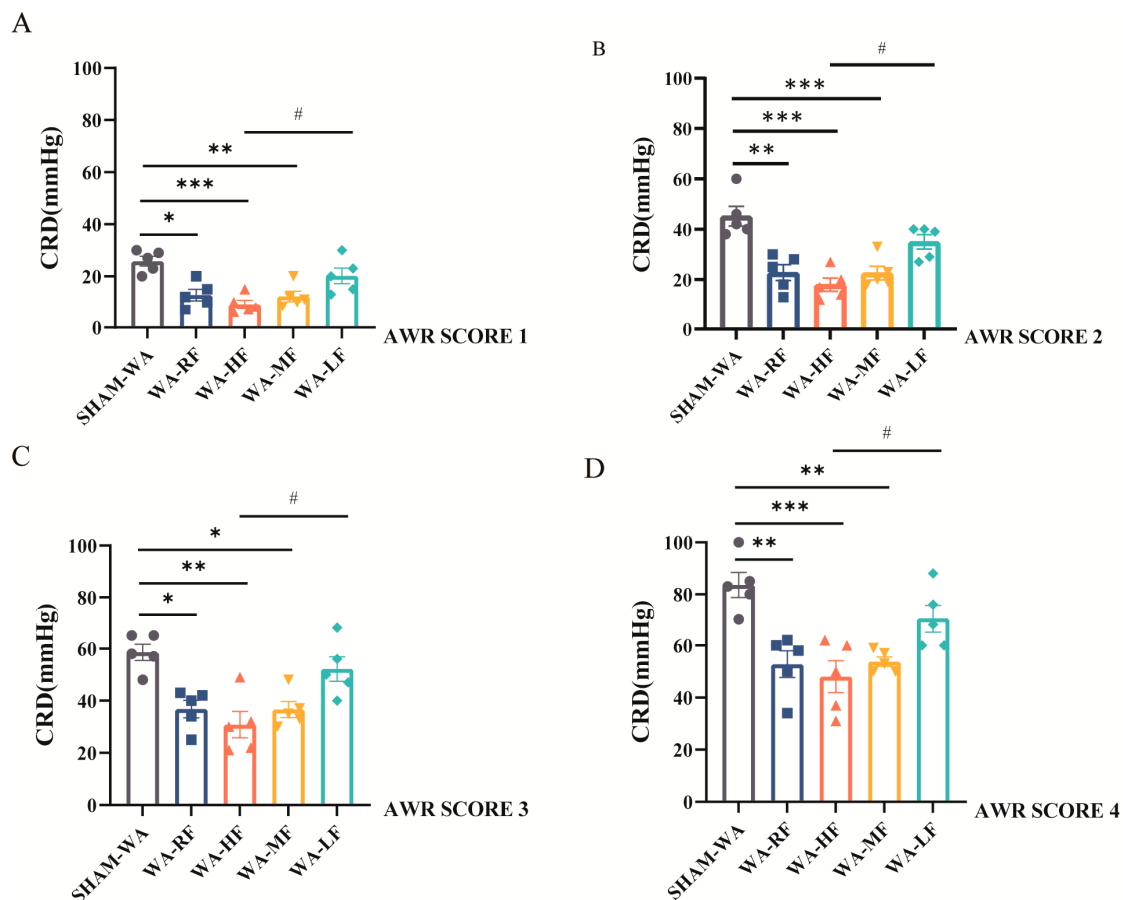 A
CRD(mmHg)
100
80
60
40
20
0
#
**
***
*
SHAM-WA
WA-RF
WA-HF
WA-MF
WA-LF
AWR SCORE 1
B
CRD(mmHg)
100
80
60
40
20
0
#
***
***
**
SHAM-WA
WA-RF
WA-HF
WA-MF
WA-LF
AWR SCORE 2
C
CRD(mmHg)
100
80
60
40
20
0
#
*
**
*
SHAM-WA
WA-RF
WA-HF
WA-MF
WA-LF
AWR SCORE 3
D
CRD(mmHg)
100
80
60
40
20
0
#
**
***
**
SHAM-WA
WA-RF
WA-HF
WA-MF
WA-LF
AWR SCORE 4